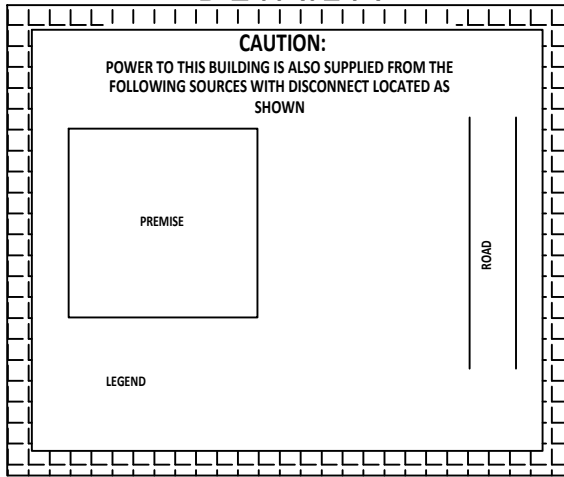 CAUTION:
POWER TO THIS BUILDING IS ALSO SUPPLIED FROM THE
FOLLOWING SOURCES WITH DISCONNECT LOCATED AS
SHOWN
PREMISE
ROAD
LEGEND